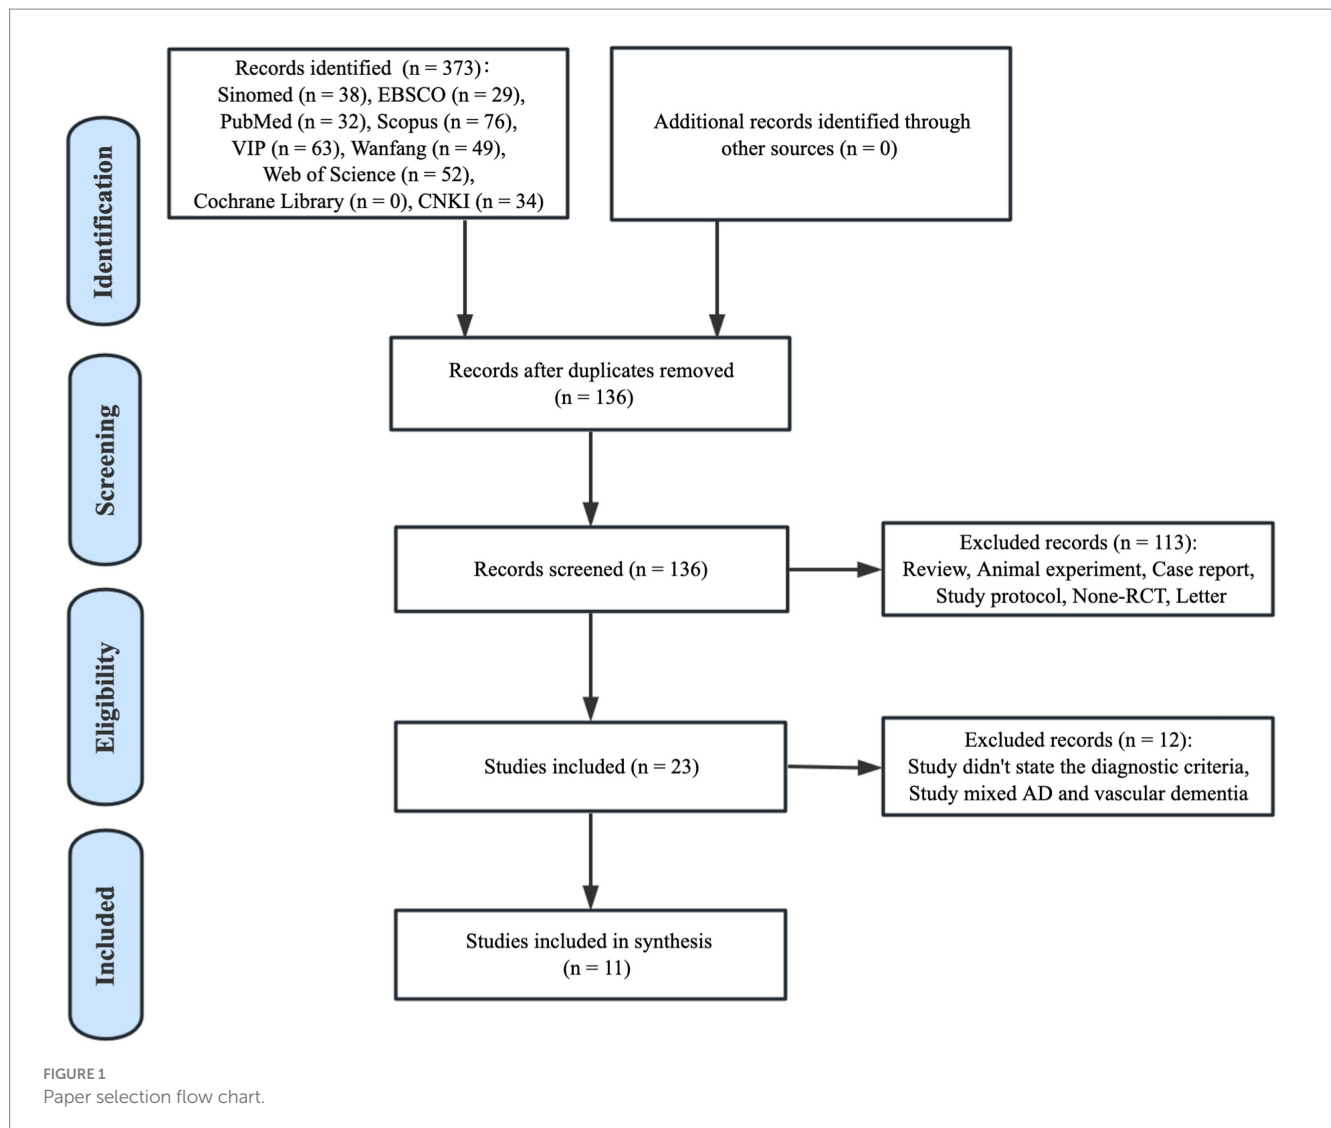 Records identified (n = 373):
Sinomed (n = 38), EBSCO (n = 29),
PubMed (n = 32), Scopus (n = 76),
VIP (n = 63), Wanfang (n = 49),
Web of Science (n = 52),
Cochrane Library (n = 0), CNKI (n = 34)
Additional records identified through
other sources (n = 0)
Identification
Records after duplicates removed
(n = 136)
Screening
Records screened (n = 136)
Excluded records (n = 113):
Review, Animal experiment, Case report,
Study protocol, None-RCT, Letter
Eligibility
Studies included (n = 23)
Excluded records (n = 12):
Study didn't state the diagnostic criteria,
Study mixed AD and vascular dementia
Included
Studies included in synthesis
(n = 11)
FIGURE 1
Paper selection flow chart.